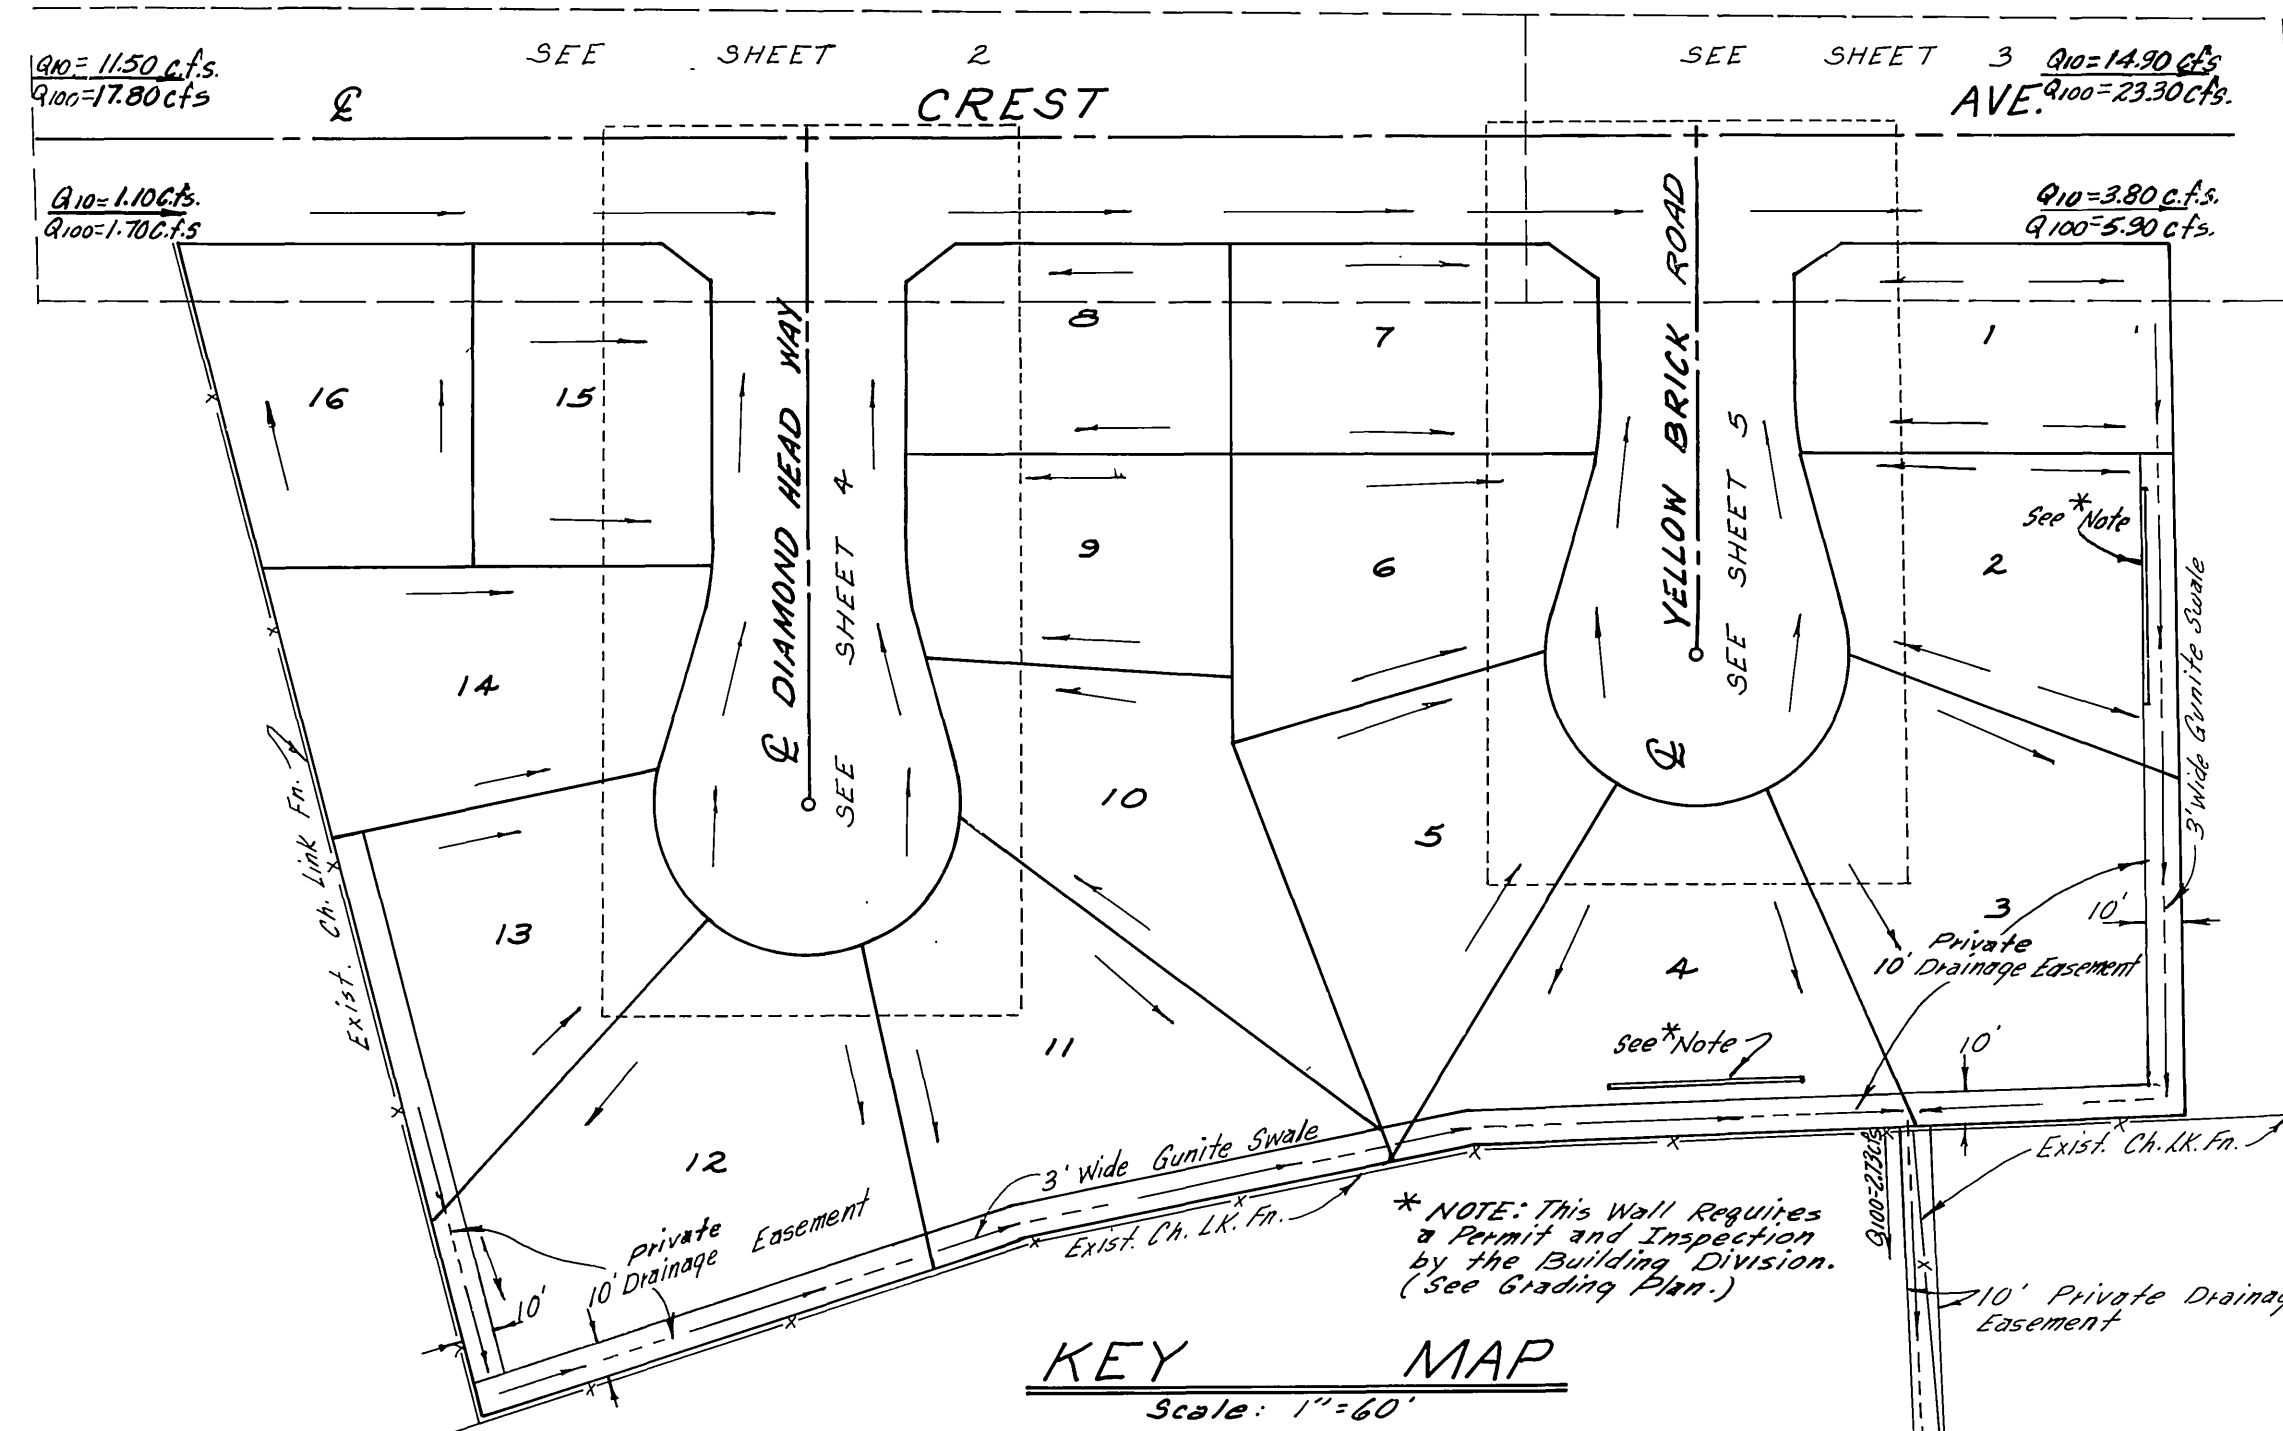 SEE SHEET 2
SEE SHEET 3
Q10=11.50 c.f.s.
Q100=17.80 cfs
Q10=14.90 cfs
Q100=23.30 cfs.
℄
CREST AVE.
Q10=1.10 C.fs.
Q100=1.70 C.f.s
Q10=3.80 c.f.s.
Q100=5.90 cfs.
16
15
℄ DIAMOND HEAD WAY
SEE SHEET 4
8
7
℄ YELLOW BRICK ROAD
SEE SHEET 5
1
9
6
2
See *Note
3' Wide Gunite Swale
14
10
5
3
10'
Private
10' Drainage Easement
Exist. Ch. Link Fn.
13
11
4
See *Note
10'
12
3' Wide Gunite Swale
Exist. Ch. LK. Fn.
Private
10' Drainage Easement
10'
Exist. Ch. LK. Fn.
Q100=2.73cfs
* NOTE: This Wall Requires
a Permit and Inspection
by the Building Division.
(See Grading Plan.)
10' Private Drainag
Easement
KEY MAP
Scale: 1"=60'